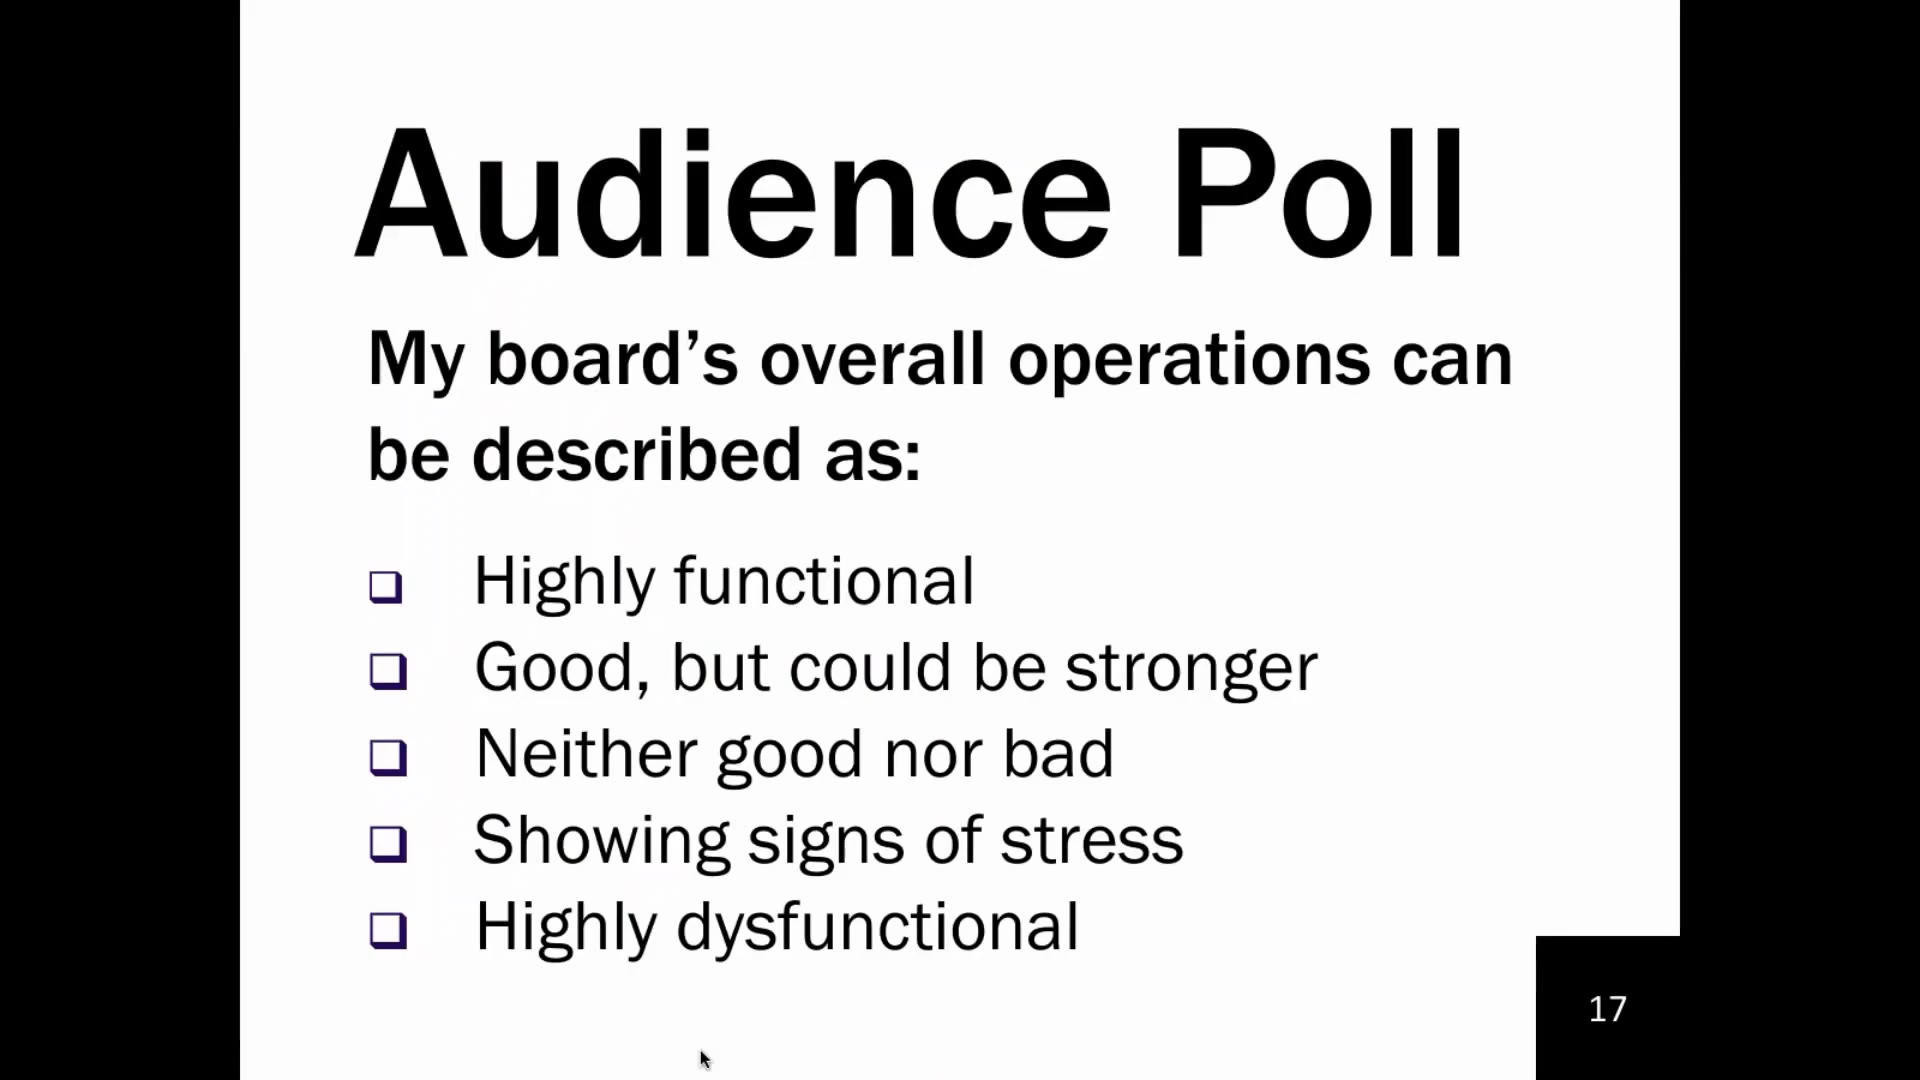 Audience Poll
My board’s overall operations can
be described as:
Highly functional
Good, but could be stronger
Neither good nor bad
Showing signs of stress
Highly dysfunctional
17